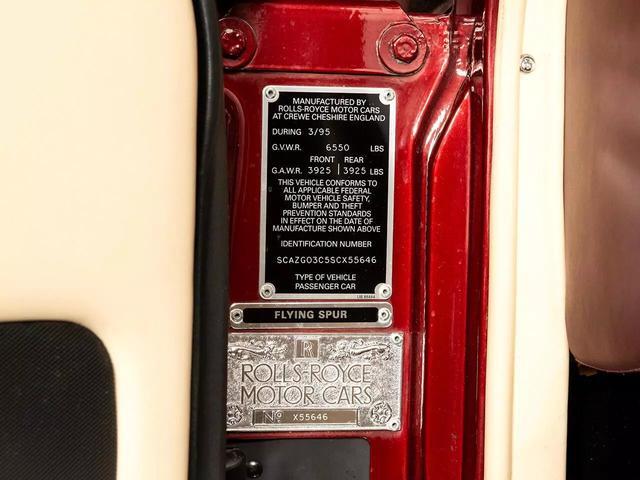 MANUFACTURED BY
ROLLS-ROYCE MOTOR CARS
AT CREWE CHESHIRE ENGLAND
DURING 3/95
G.V.W.R. 6550 LBS
FRONT REAR
G.A.W.R. 3925 | 3925 LBS
THIS VEHICLE CONFORMS TO
ALL APPLICABLE FEDERAL
MOTOR VEHICLE SAFETY,
BUMPER AND THEFT
PREVENTION STANDARDS
IN EFFECT ON THE DATE OF
MANUFACTURE SHOWN ABOVE
IDENTIFICATION NUMBER
SCAZG03C5SCX55646
TYPE OF VEHICLE
PASSENGER CAR
FLYING SPUR
RR
ROLLS-ROYCE
MOTOR CARS
No X55646